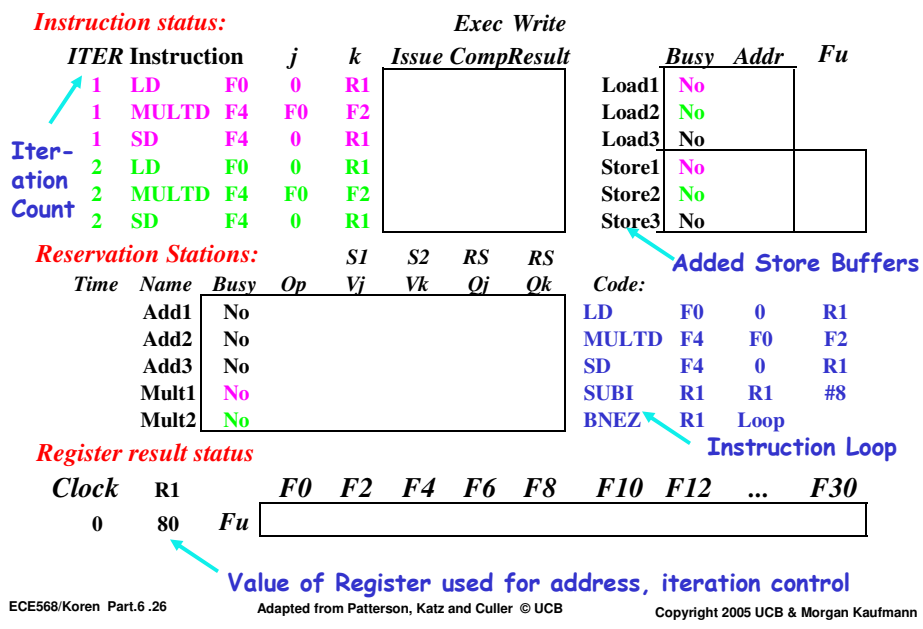 Instruction status: Exec Write
ITER Instruction j k Issue CompResult Busy Addr Fu
1 LD F0 0 R1 Load1 No
1 MULTD F4 F0 F2 Load2 No
1 SD F4 0 R1 Load3 No
2 LD F0 0 R1 Store1 No
2 MULTD F4 F0 F2 Store2 No
2 SD F4 0 R1 Store3 No
Iter-
ation
Count
Added Store Buffers
Reservation Stations: S1 S2 RS RS
Time Name Busy Op Vj Vk Qj Qk Code:
Add1 No LD F0 0 R1
Add2 No MULTD F4 F0 F2
Add3 No SD F4 0 R1
Mult1 No SUBI R1 R1 #8
Mult2 No BNEZ R1 Loop
Instruction Loop
Register result status
Clock R1 F0 F2 F4 F6 F8 F10 F12 ... F30
0 80 Fu
Value of Register used for address, iteration control
ECE568/Koren Part.6 .26 Adapted from Patterson, Katz and Culler © UCB Copyright 2005 UCB & Morgan Kaufmann